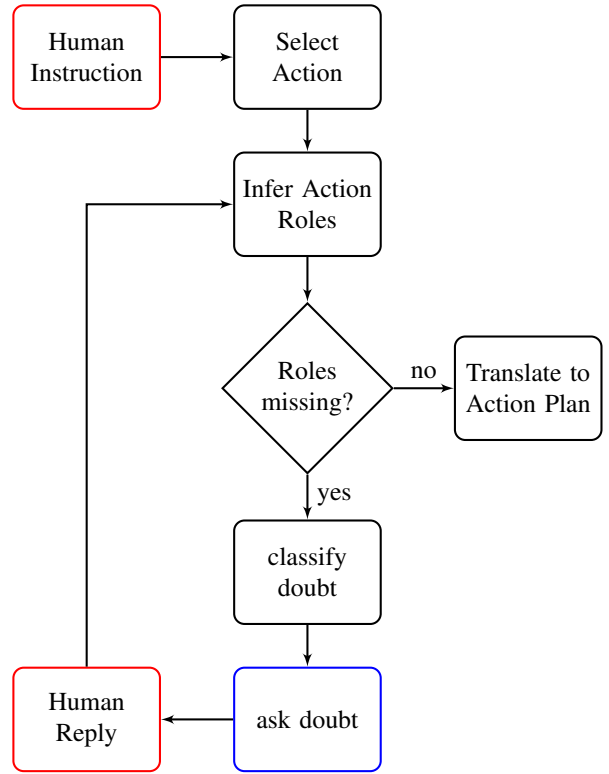 Human
Instruction
Select
Action
Infer Action
Roles
Roles
missing?
no
Translate to
Action Plan
yes
classify
doubt
ask doubt
Human
Reply